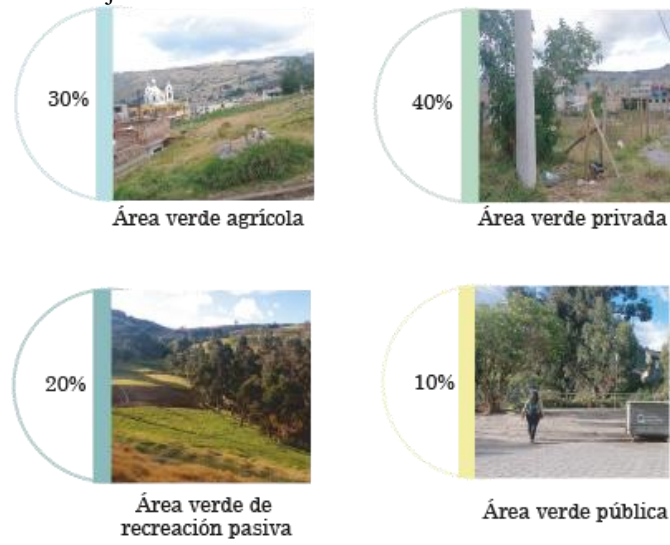 30%
Área verde agrícola
40%
Área verde privada
20%
Área verde de
recreación pasiva
10%
Área verde pública